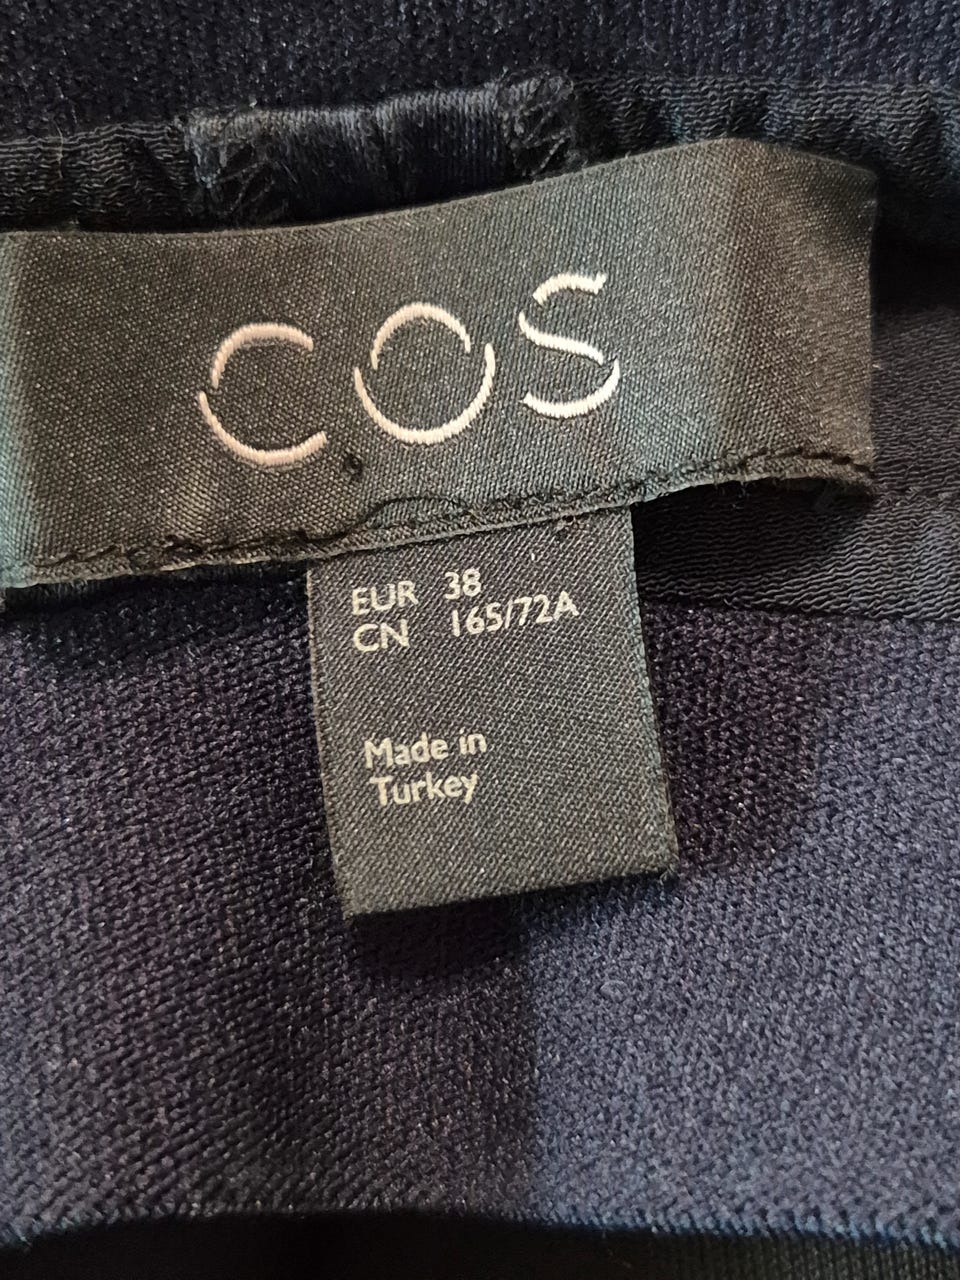 COS
EUR 38
CN 165/72A
Made in
Turkey